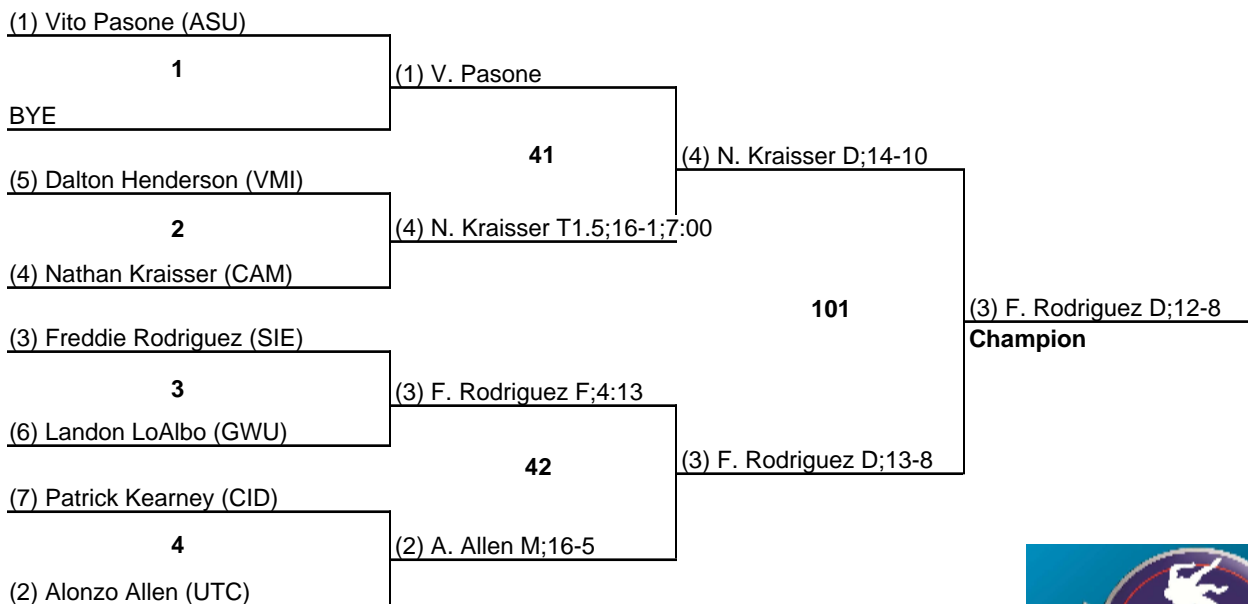 (1) Vito Pasone (ASU)
1
BYE
(1) V. Pasone
(5) Dalton Henderson (VMI)
2
(4) Nathan Kraisser (CAM)
(4) N. Kraisser T1.5;16-1;7:00
41
(4) N. Kraisser D;14-10
(3) Freddie Rodriguez (SIE)
3
(6) Landon LoAlbo (GWU)
(3) F. Rodriguez F;4:13
(7) Patrick Kearney (CID)
4
(2) Alonzo Allen (UTC)
(2) A. Allen M;16-5
42
(3) F. Rodriguez D;13-8
101
(3) F. Rodriguez D;12-8
Champion